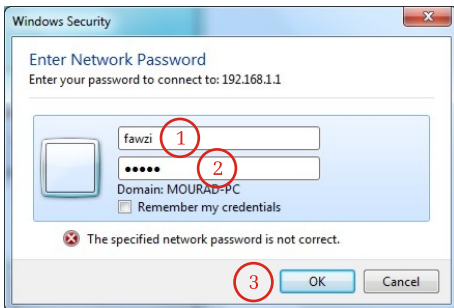 Windows Security
Enter Network Password
Enter your password to connect to: 192.168.1.1
fawzi 1
••••• 2
Domain: MOURAD-PC
Remember my credentials
The specified network password is not correct.
3 OK Cancel